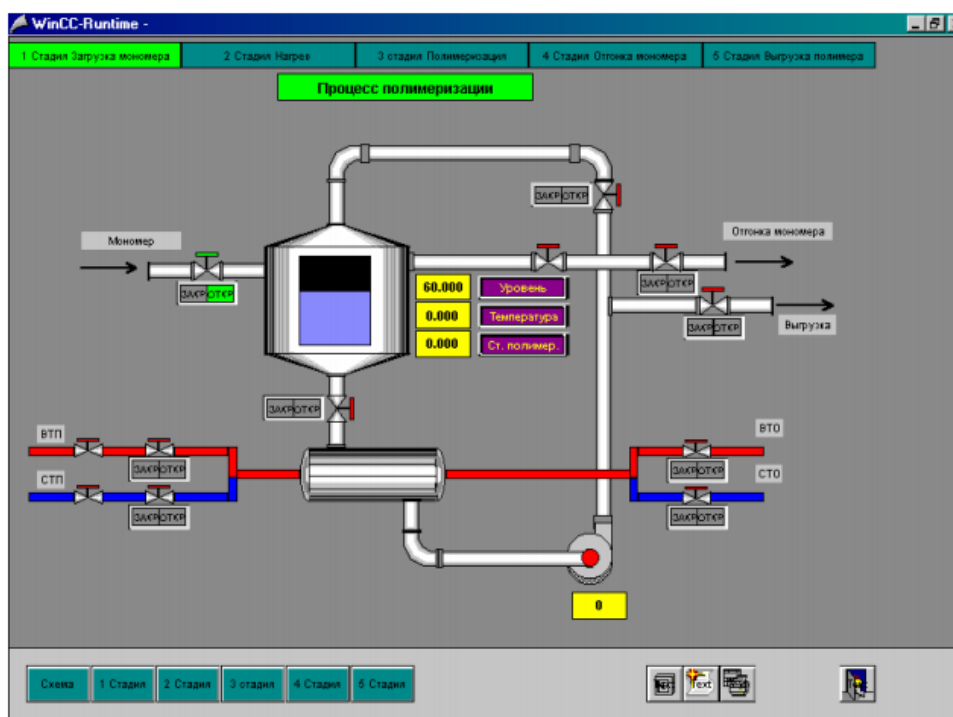 WinCC-Runtime -
1 Стадия Загрузка мономера 2 Стадия Нагрев 3 стадия Полимеризация 4 Стадия Отгонка мономера 5 Стадия Выгрузка полимера
Процесс полимеризации
ЗАКР ОТКР
Мономер
Отгонка мономера
ЗАКР ОТКР
60.000 Уровень
ЗАКР ОТКР
0.000 Температура
Выгрузка
ЗАКР ОТКР
0.000 Ст. полимер.
ЗАКР ОТКР
ВТП
ВТО
ЗАКР ОТКР
ЗАКР ОТКР
СТП
СТО
ЗАКР ОТКР
ЗАКР ОТКР
0
Схема 1 Стадия 2 Стадия 3 стадия 4 Стадия 5 Стадия
Text